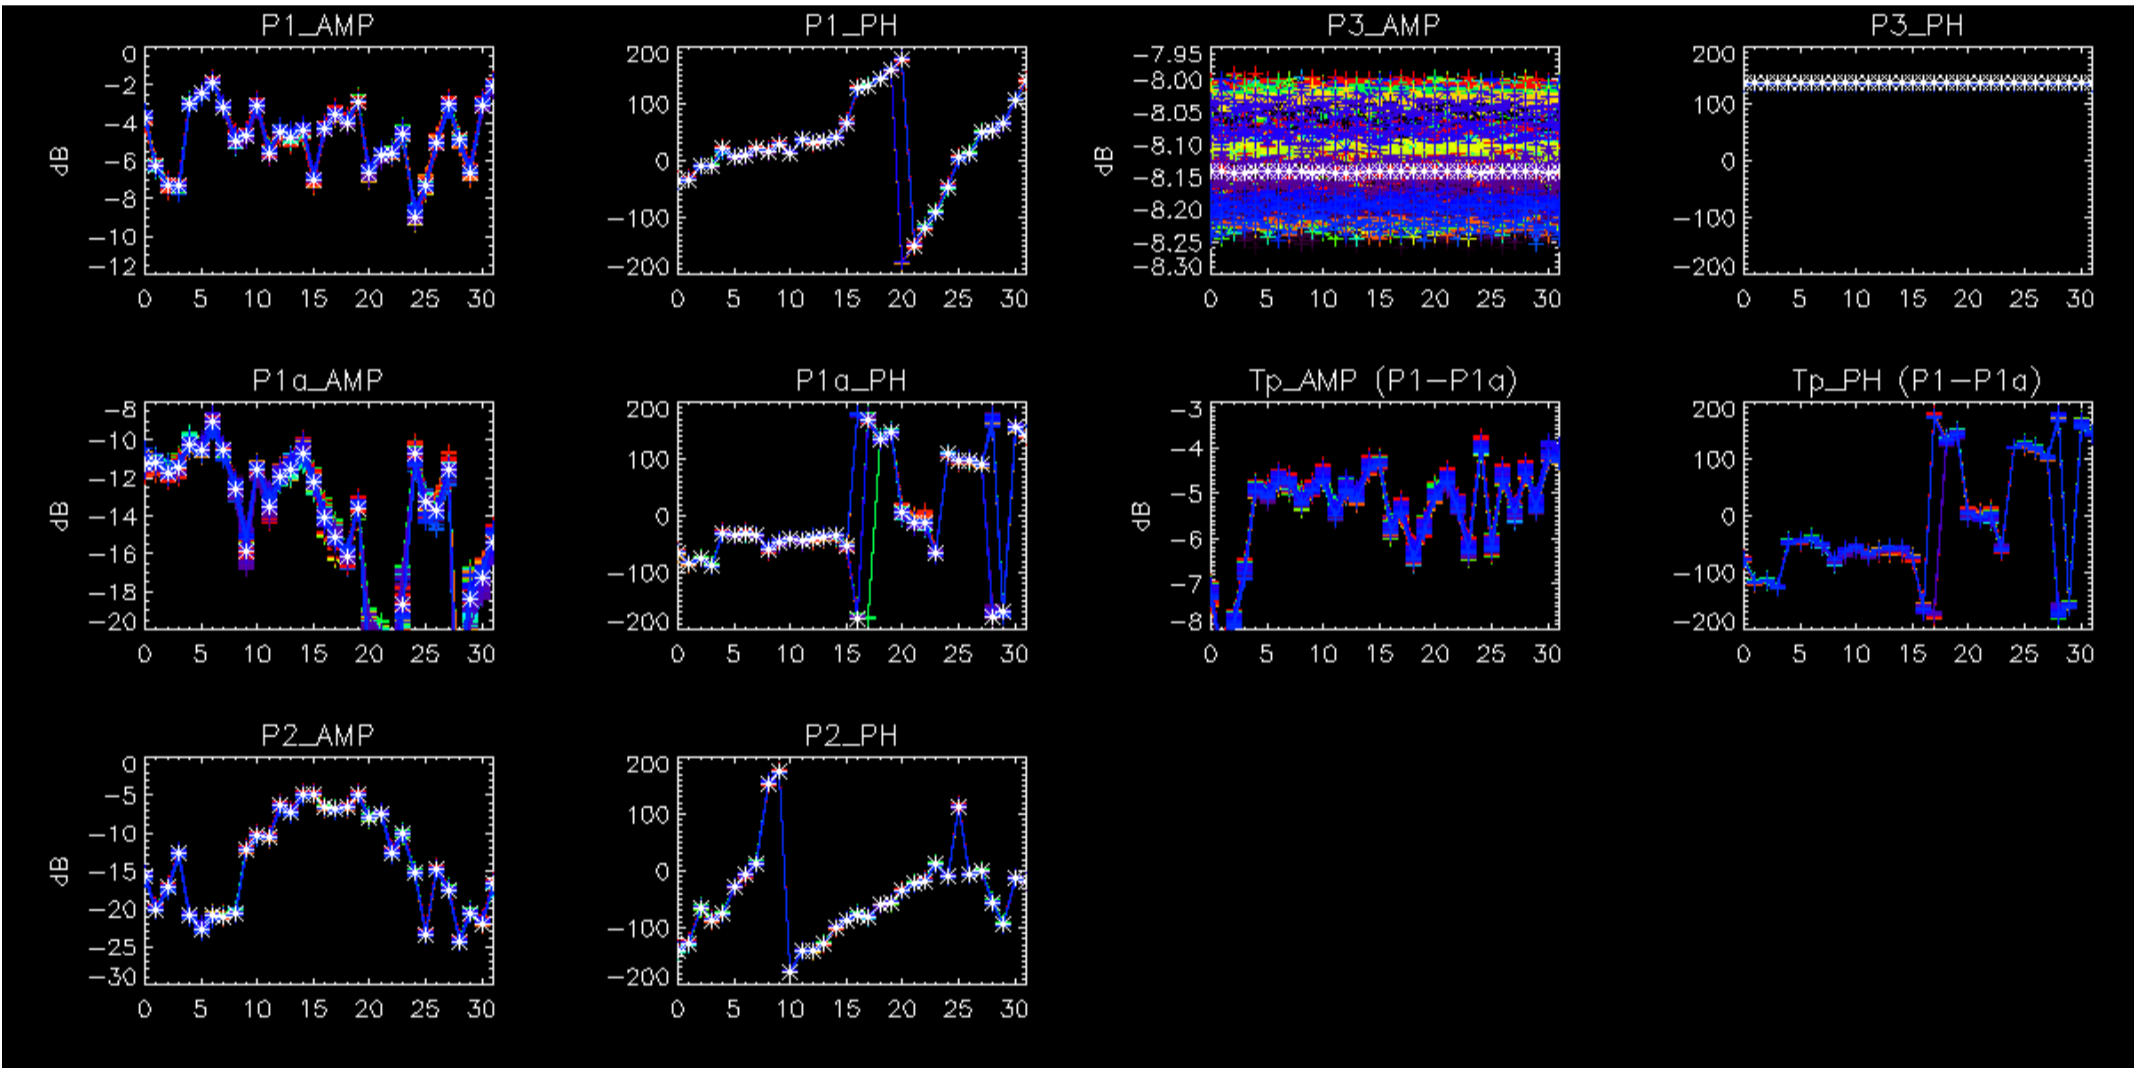 P1_AMP
P1_PH
P3_AMP
P3_PH
0
−2
−4
−6
−8
−10
−12
dB
0 5 10 15 20 25 30
200
100
0
−100
−200
0 5 10 15 20 25 30
−7.95
−8.00
−8.05
−8.10
−8.15
−8.20
−8.25
−8.30
dB
0 5 10 15 20 25 30
200
100
0
−100
−200
0 5 10 15 20 25 30
P1a_AMP
P1a_PH
Tp_AMP (P1−P1a)
Tp_PH (P1−P1a)
−8
−10
−12
−14
−16
−18
−20
dB
0 5 10 15 20 25 30
200
100
0
−100
−200
0 5 10 15 20 25 30
−3
−4
−5
−6
−7
−8
dB
0 5 10 15 20 25 30
200
100
0
−100
−200
0 5 10 15 20 25 30
P2_AMP
P2_PH
0
−5
−10
−15
−20
−25
−30
dB
0 5 10 15 20 25 30
200
100
0
−100
−200
0 5 10 15 20 25 30